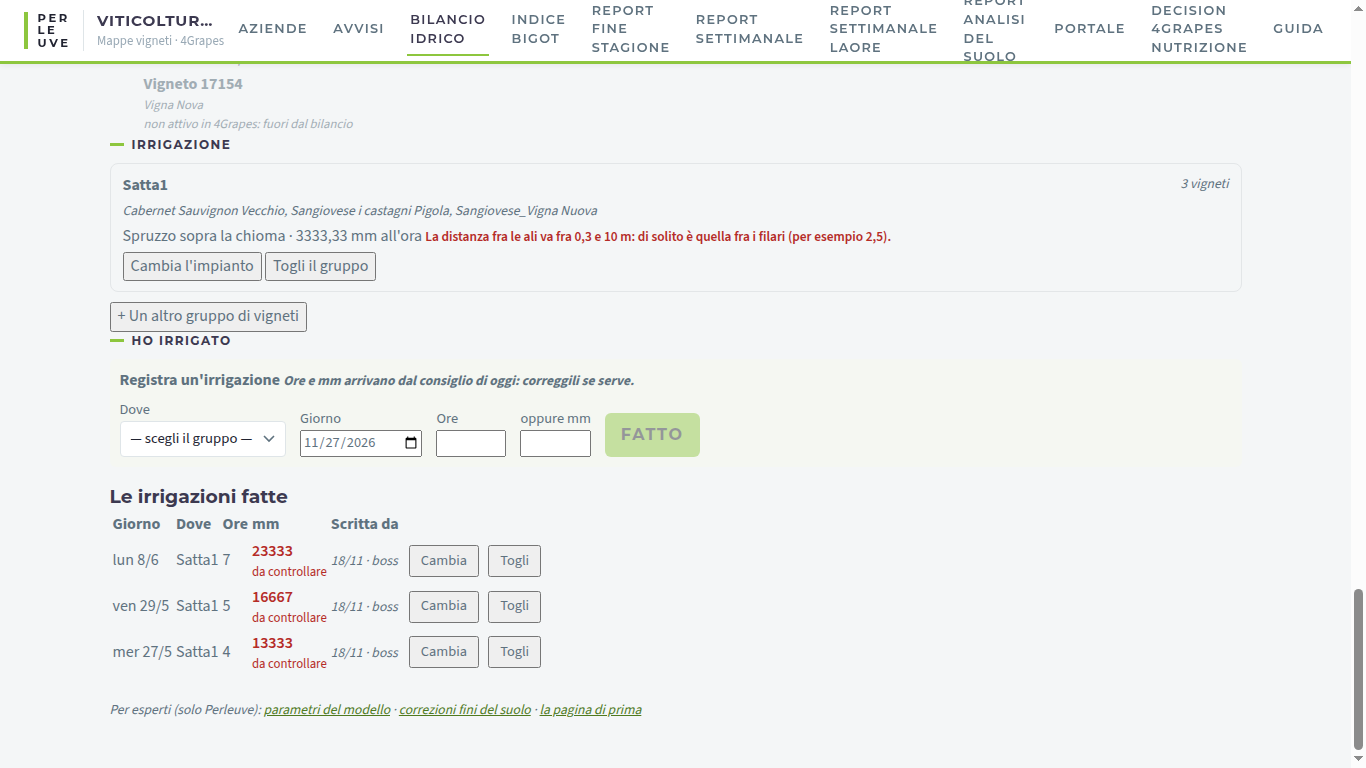 PER
LE
UVE
VITICOLTUR...
Mappe vigneti · 4Grapes
AZIENDE
AVVISI
BILANCIO
IDRICO
INDICE
BIGOT
REPORT
FINE
STAGIONE
REPORT
SETTIMANALE
REPORT
SETTIMANALE
LAORE
REPORT
ANALISI
DEL
SUOLO
PORTALE
DECISION
4GRAPES
NUTRIZIONE
GUIDA
Vigneto 17154
Vigna Nova
non attivo in 4Grapes: fuori dal bilancio
IRRIGAZIONE
Satta1
3 vigneti
Cabernet Sauvignon Vecchio, Sangiovese i castagni Pigola, Sangiovese_Vigna Nuova
Spruzzo sopra la chioma · 3333,33 mm all'ora La distanza fra le ali va fra 0,3 e 10 m: di solito è quella fra i filari (per esempio 2,5).
Cambia l'impianto Togli il gruppo
+ Un altro gruppo di vigneti
HO IRRIGATO
Registra un'irrigazione Ore e mm arrivano dal consiglio di oggi: correggili se serve.
Dove
Giorno
Ore
oppure mm
— scegli il gruppo —
11/27/2026
FATTO
Le irrigazioni fatte
Giorno Dove Ore mm Scritta da
lun 8/6 Satta1 7 23333 da controllare 18/11 · boss Cambia Togli
ven 29/5 Satta1 5 16667 da controllare 18/11 · boss Cambia Togli
mer 27/5 Satta1 4 13333 da controllare 18/11 · boss Cambia Togli
Per esperti (solo Perleuve): parametri del modello · correzioni fini del suolo · la pagina di prima